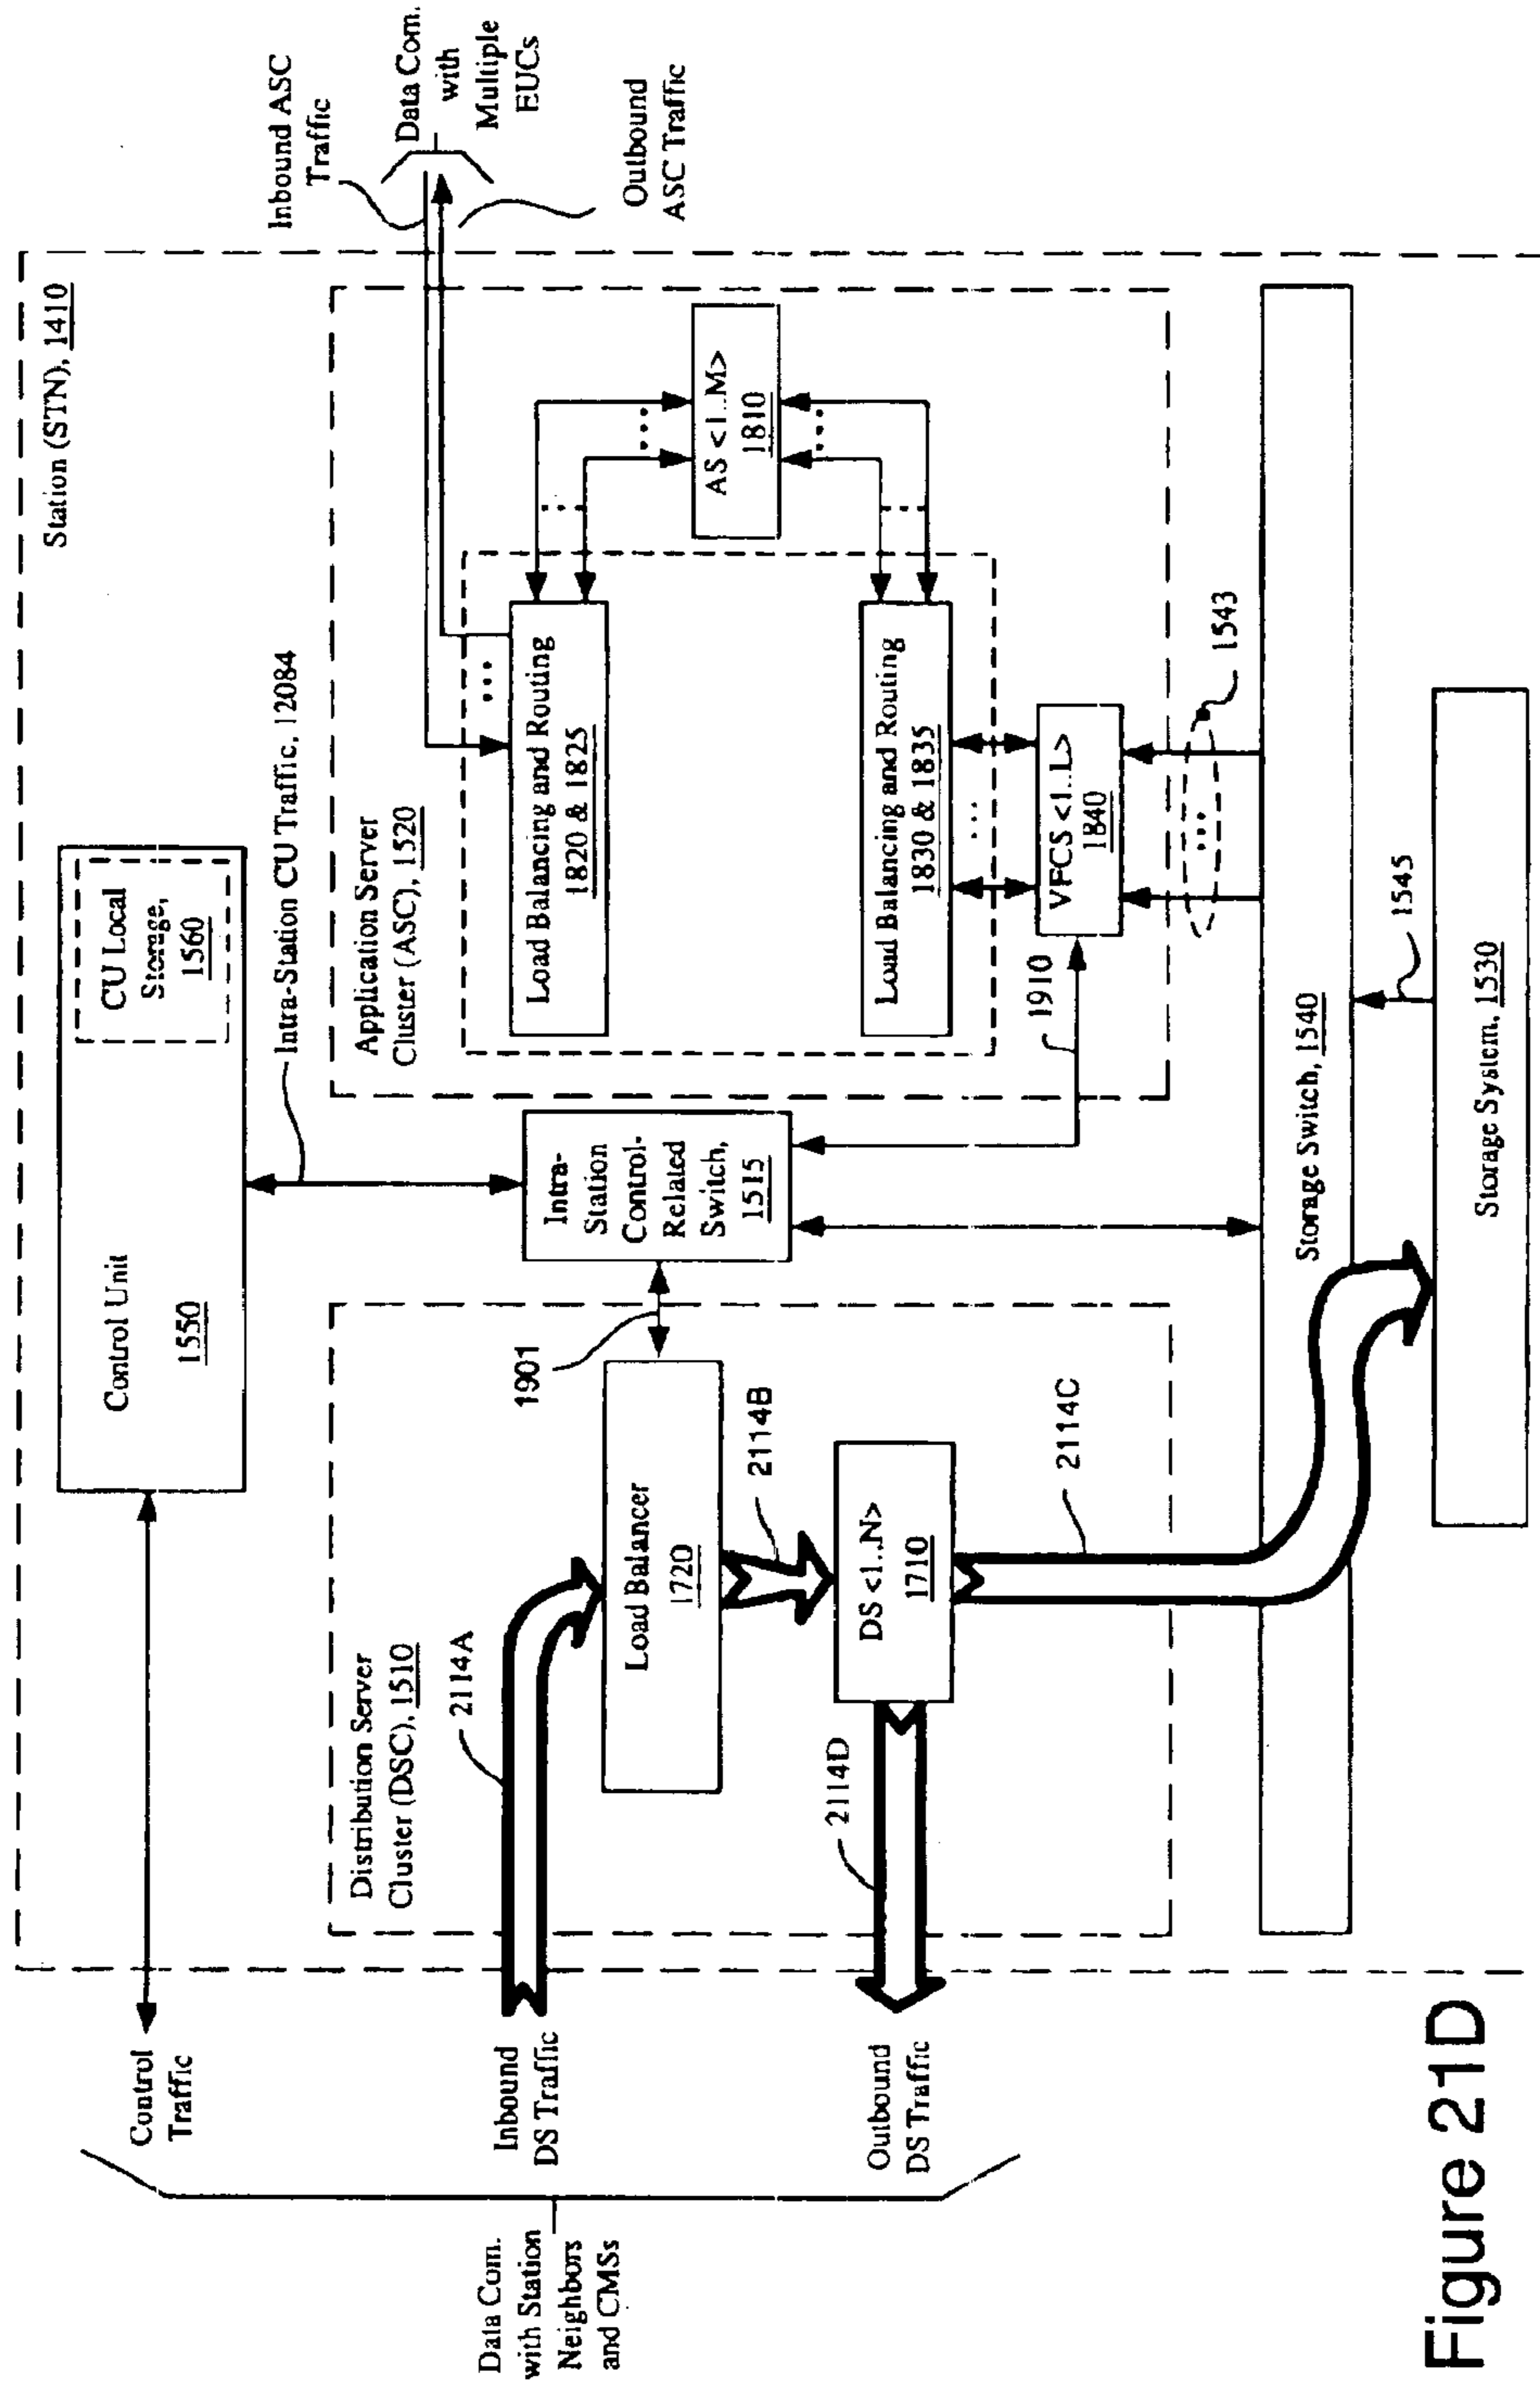 Station (STN), 1410
Control
Traffic
Control Unit
1550
CU Local
Storage,
1560
Intra-Station CU Traffic, 12084
Inbound ASC
Traffic
Data Com.
with
Multiple
EUCs
Outbound
ASC Traffic
Data Com.
with Station
Neighbors
and CMSs
Inbound
DS Traffic
Outbound
DS Traffic
Distribution Server
Cluster (DSC), 1510
2114A
Load Balancer
1720
2114B
DS <1..N>
1710
2114D
2114C
1901
Intra-
Station
Control-
Related
Switch,
1515
Application Server
Cluster (ASC), 1520
...
Load Balancing and Routing
1820 & 1825
...
AS <1..M>
1810
...
Load Balancing and Routing
1830 & 1835
...
VFCS <1..L>
1840
1910
...
1543
Storage Switch, 1540
1545
Storage System, 1530
Figure 21D